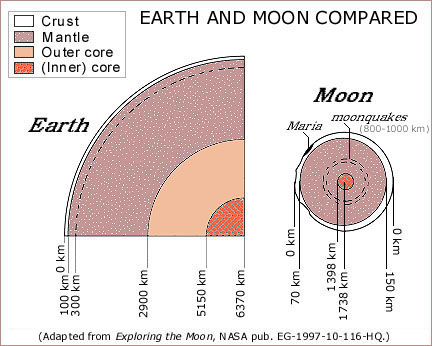 EARTH AND MOON COMPARED
Crust
Mantle
Outer core
(Inner) core
Earth
Moon
moonquakes
(800-1000 km)
Maria
0 km
100 km
300 km
2900 km
5150 km
6370 km
0 km
70 km
1398 km
1738 km
150 km
0 km
(Adapted from Exploring the Moon, NASA pub. EG-1997-10-116-HQ.)